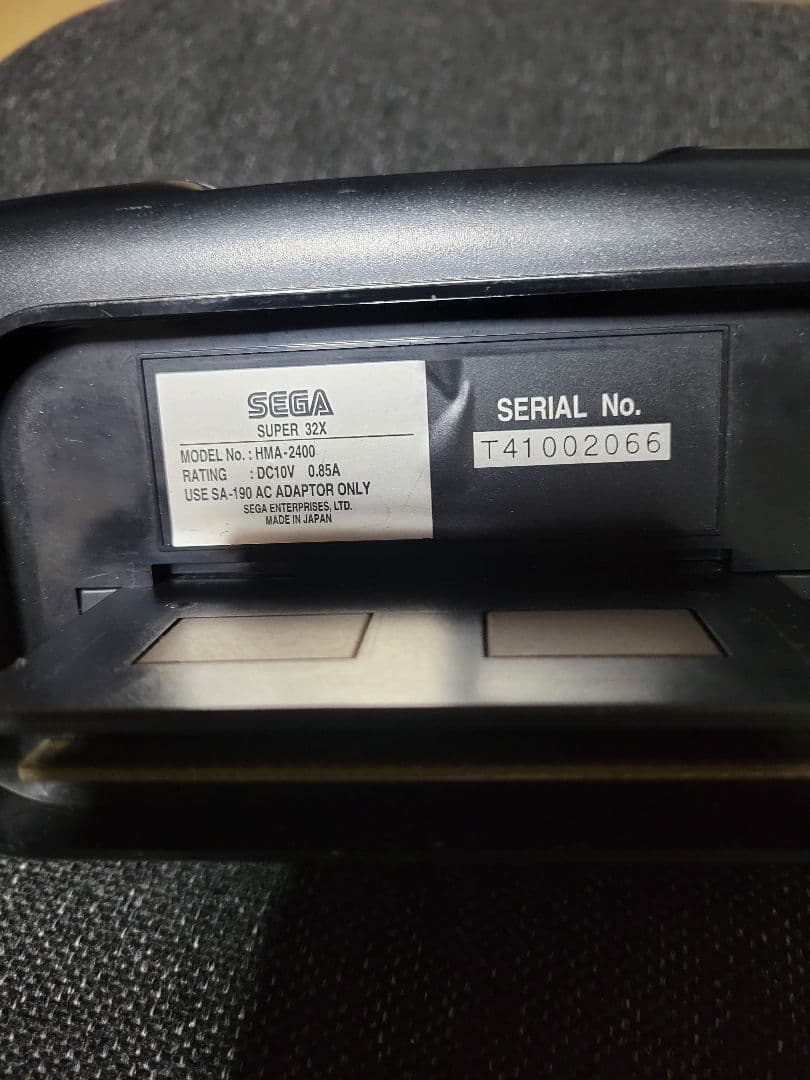 SEGA
SUPER 32X
MODEL No. : HMA-2400
RATING : DC10V 0.85A
USE SA-190 AC ADAPTOR ONLY
SEGA ENTERPRISES, LTD.
MADE IN JAPAN
SERIAL No.
T41002066